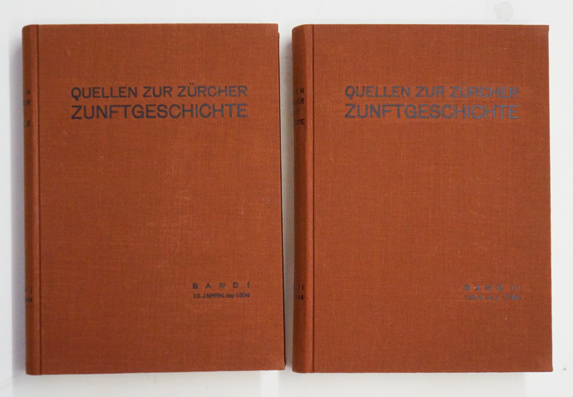 QUELLEN ZUR ZÜRCHER
ZUNFTGESCHICHTE
BAND I
QUELLEN ZUR ZÜRCHER
ZUNFTGESCHICHTE
BAND II